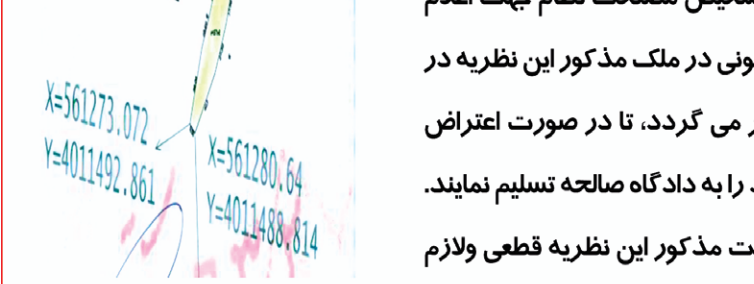 ونی در ملک مذکور این نظریه در
ر می گردد، تا در صورت اعتراض
را به دادگاه صالحه تسلیم نمایند.
ت مذکور این نظریه قطعی ولازم
X=561273.072
Y=4011492.861
X=561280.64
Y=4011488.814